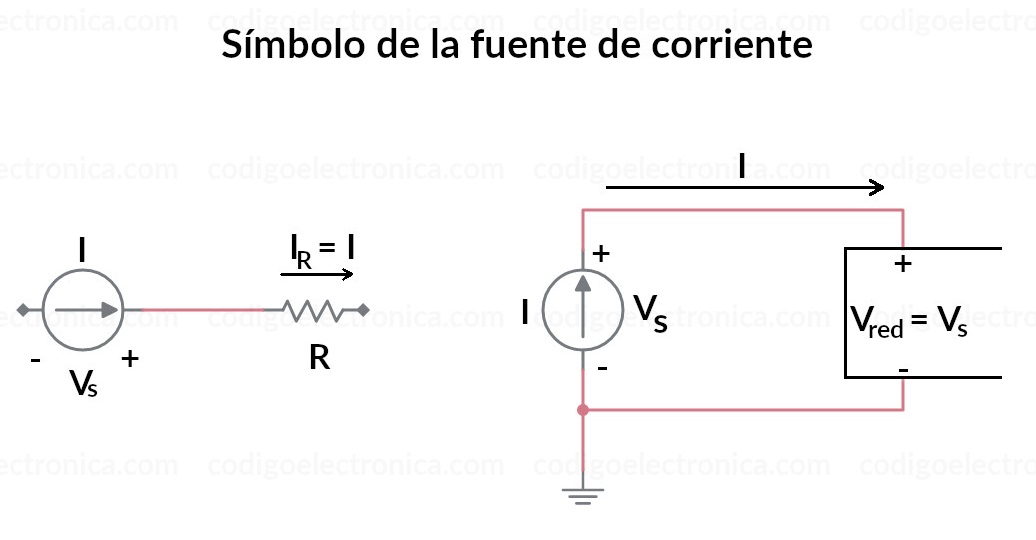 Símbolo de la fuente de corriente
I
I_R = I
- +
V_s
R
I
+
I
V_s
-
+
V_red = V_s
-
codigoelectronica.com